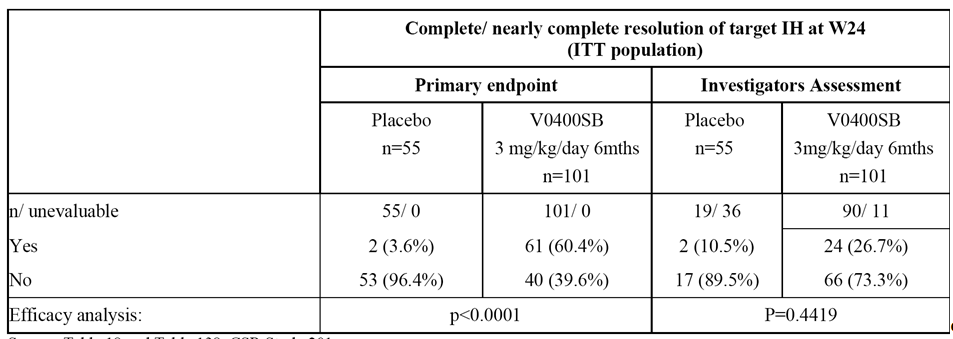 Complete/ nearly complete resolution of target IH at W24
(ITT population)
Primary endpoint Investigators Assessment
Placebo V0400SB Placebo V0400SB
n=55 3 mg/kg/day 6mths n=55 3mg/kg/day 6mths
n=101 n=101
n/ unevaluable 55/ 0 101/ 0 19/ 36 90/ 11
Yes 2 (3.6%) 61 (60.4%) 2 (10.5%) 24 (26.7%)
No 53 (96.4%) 40 (39.6%) 17 (89.5%) 66 (73.3%)
Efficacy analysis: p<0.0001 P=0.4419